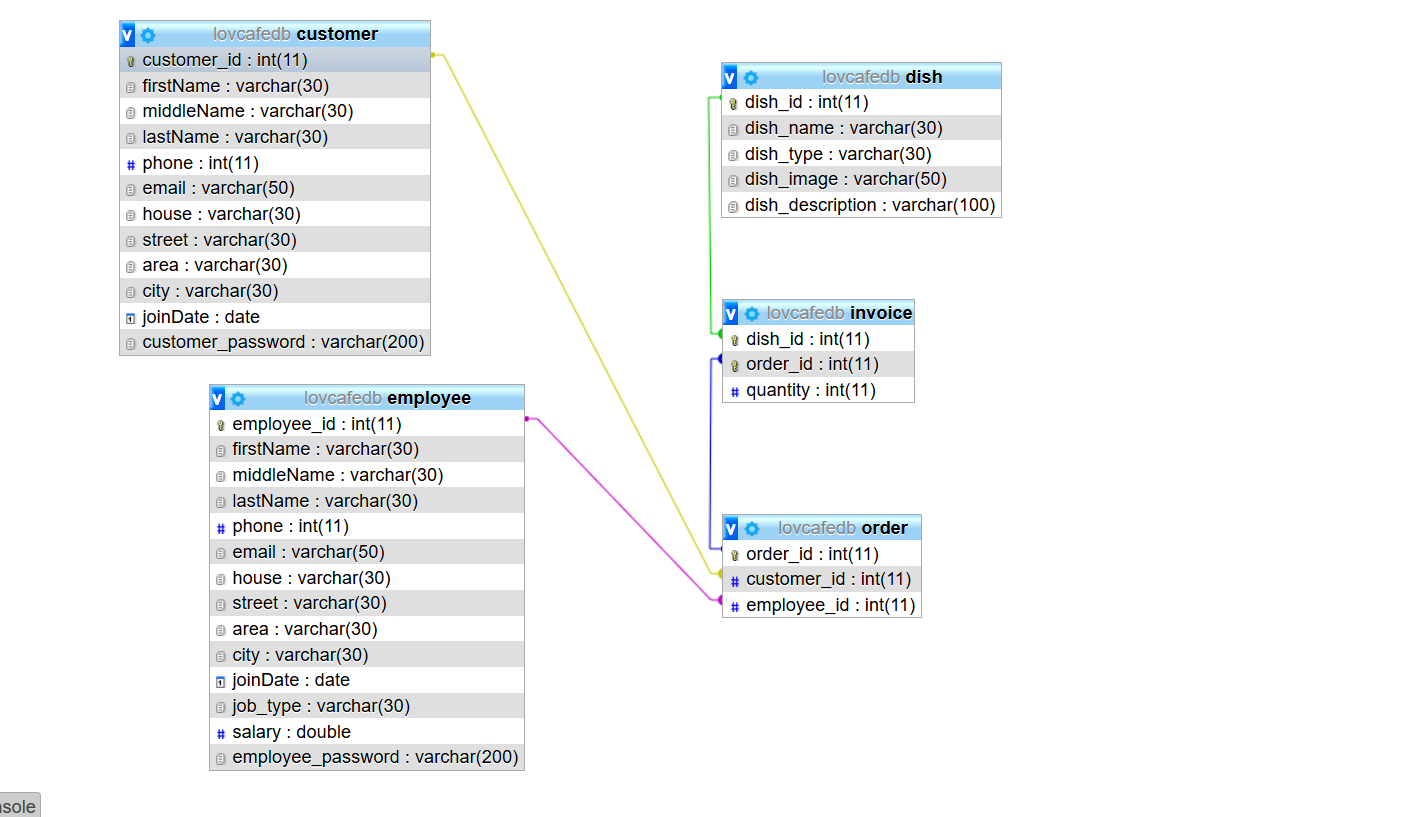 lovcafedb customer
customer_id : int(11)
firstName : varchar(30)
middleName : varchar(30)
lastName : varchar(30)
# phone : int(11)
email : varchar(50)
house : varchar(30)
street : varchar(30)
area : varchar(30)
city : varchar(30)
joinDate : date
customer_password : varchar(200)
lovcafedb employee
employee_id : int(11)
firstName : varchar(30)
middleName : varchar(30)
lastName : varchar(30)
# phone : int(11)
email : varchar(50)
house : varchar(30)
street : varchar(30)
area : varchar(30)
city : varchar(30)
joinDate : date
job_type : varchar(30)
# salary : double
employee_password : varchar(200)
lovcafedb dish
dish_id : int(11)
dish_name : varchar(30)
dish_type : varchar(30)
dish_image : varchar(50)
dish_description : varchar(100)
lovcafedb invoice
dish_id : int(11)
order_id : int(11)
# quantity : int(11)
lovcafedb order
order_id : int(11)
# customer_id : int(11)
# employee_id : int(11)
nsole